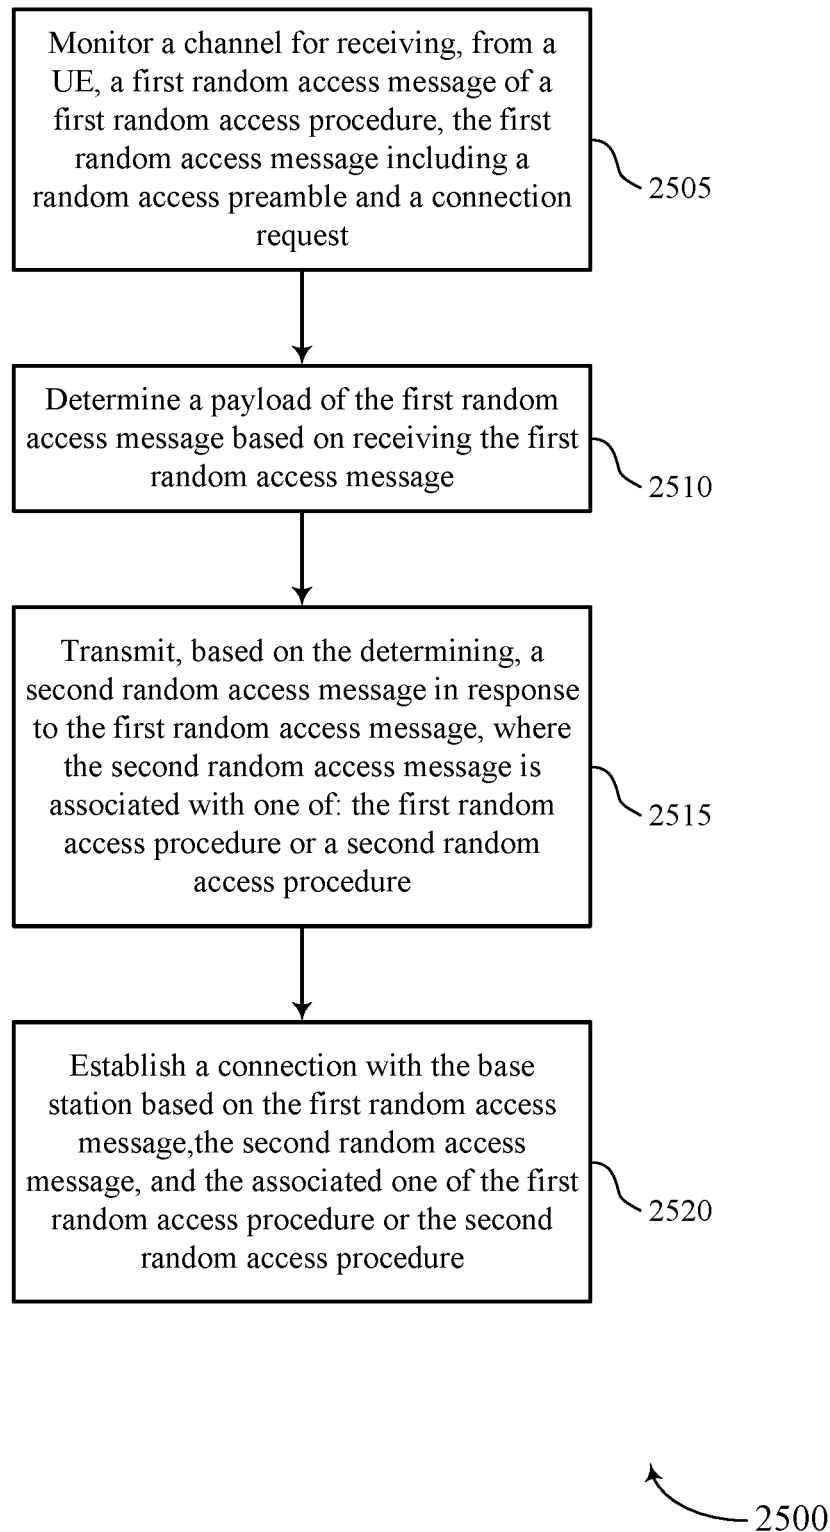 Monitor a channel for receiving, from a
UE, a first random access message of a
first random access procedure, the first
random access message including a
random access preamble and a connection
request
2505
Determine a payload of the first random
access message based on receiving the first
random access message
2510
Transmit, based on the determining, a
second random access message in response
to the first random access message, where
the second random access message is
associated with one of: the first random
access procedure or a second random
access procedure
2515
Establish a connection with the base
station based on the first random access
message,the second random access
message, and the associated one of the first
random access procedure or the second
random access procedure
2520
2500